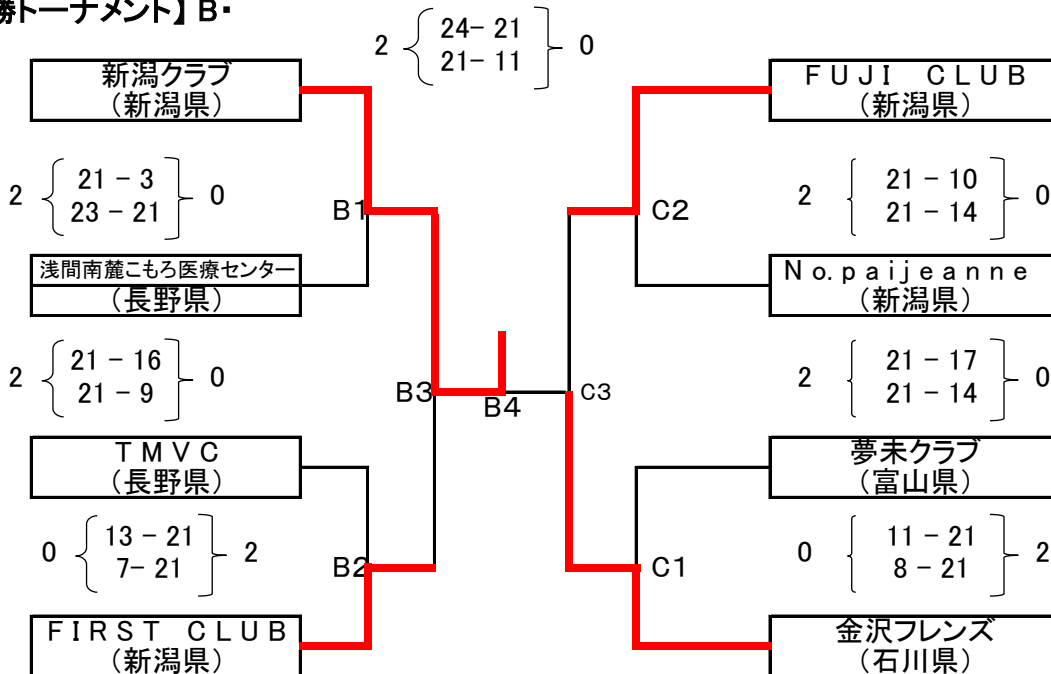 勝トーナメント】B・
2 24- 21 0
21- 11
新潟クラブ
(新潟県)
FUJI CLUB
(新潟県)
2 21 - 3 0
23 - 21
B1
C2
2 21 - 10 0
21 - 14
浅間南麓こもろ医療センター
(長野県)
No.paijeanne
(新潟県)
2 21 - 16 0
21 - 9
B3
B4
C3
2 21 - 17 0
21 - 14
TMVC
(長野県)
夢未クラブ
(富山県)
0 13 - 21 2
7- 21
B2
C1
0 11 - 21 2
8 - 21
FIRST CLUB
(新潟県)
金沢フレンズ
(石川県)